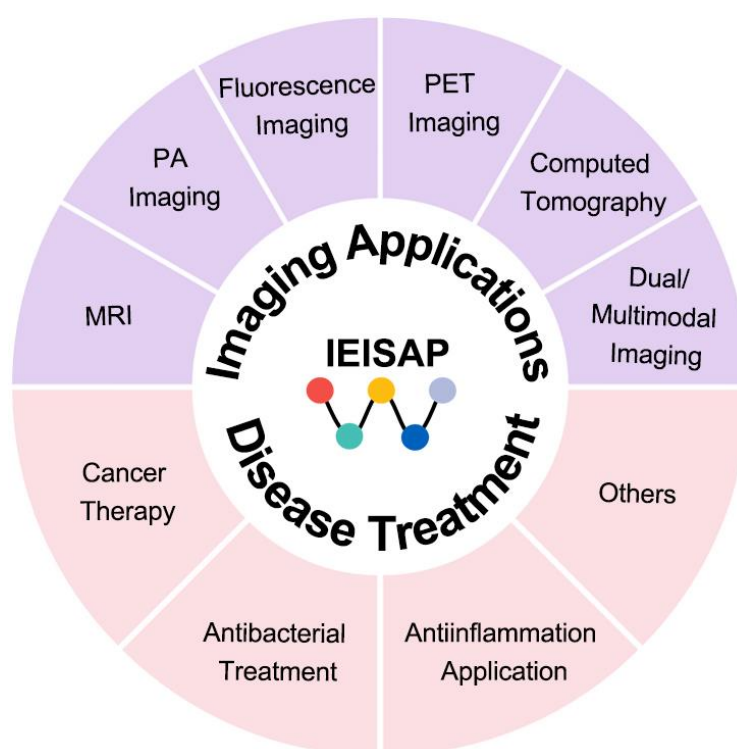 Fluorescence
Imaging
PET
Imaging
PA
Imaging
Computed
Tomography
MRI
Dual/
Multimodal
Imaging
Imaging Applications
IEISAP
Disease Treatment
Cancer
Therapy
Others
Antibacterial
Treatment
Antiinflammation
Application